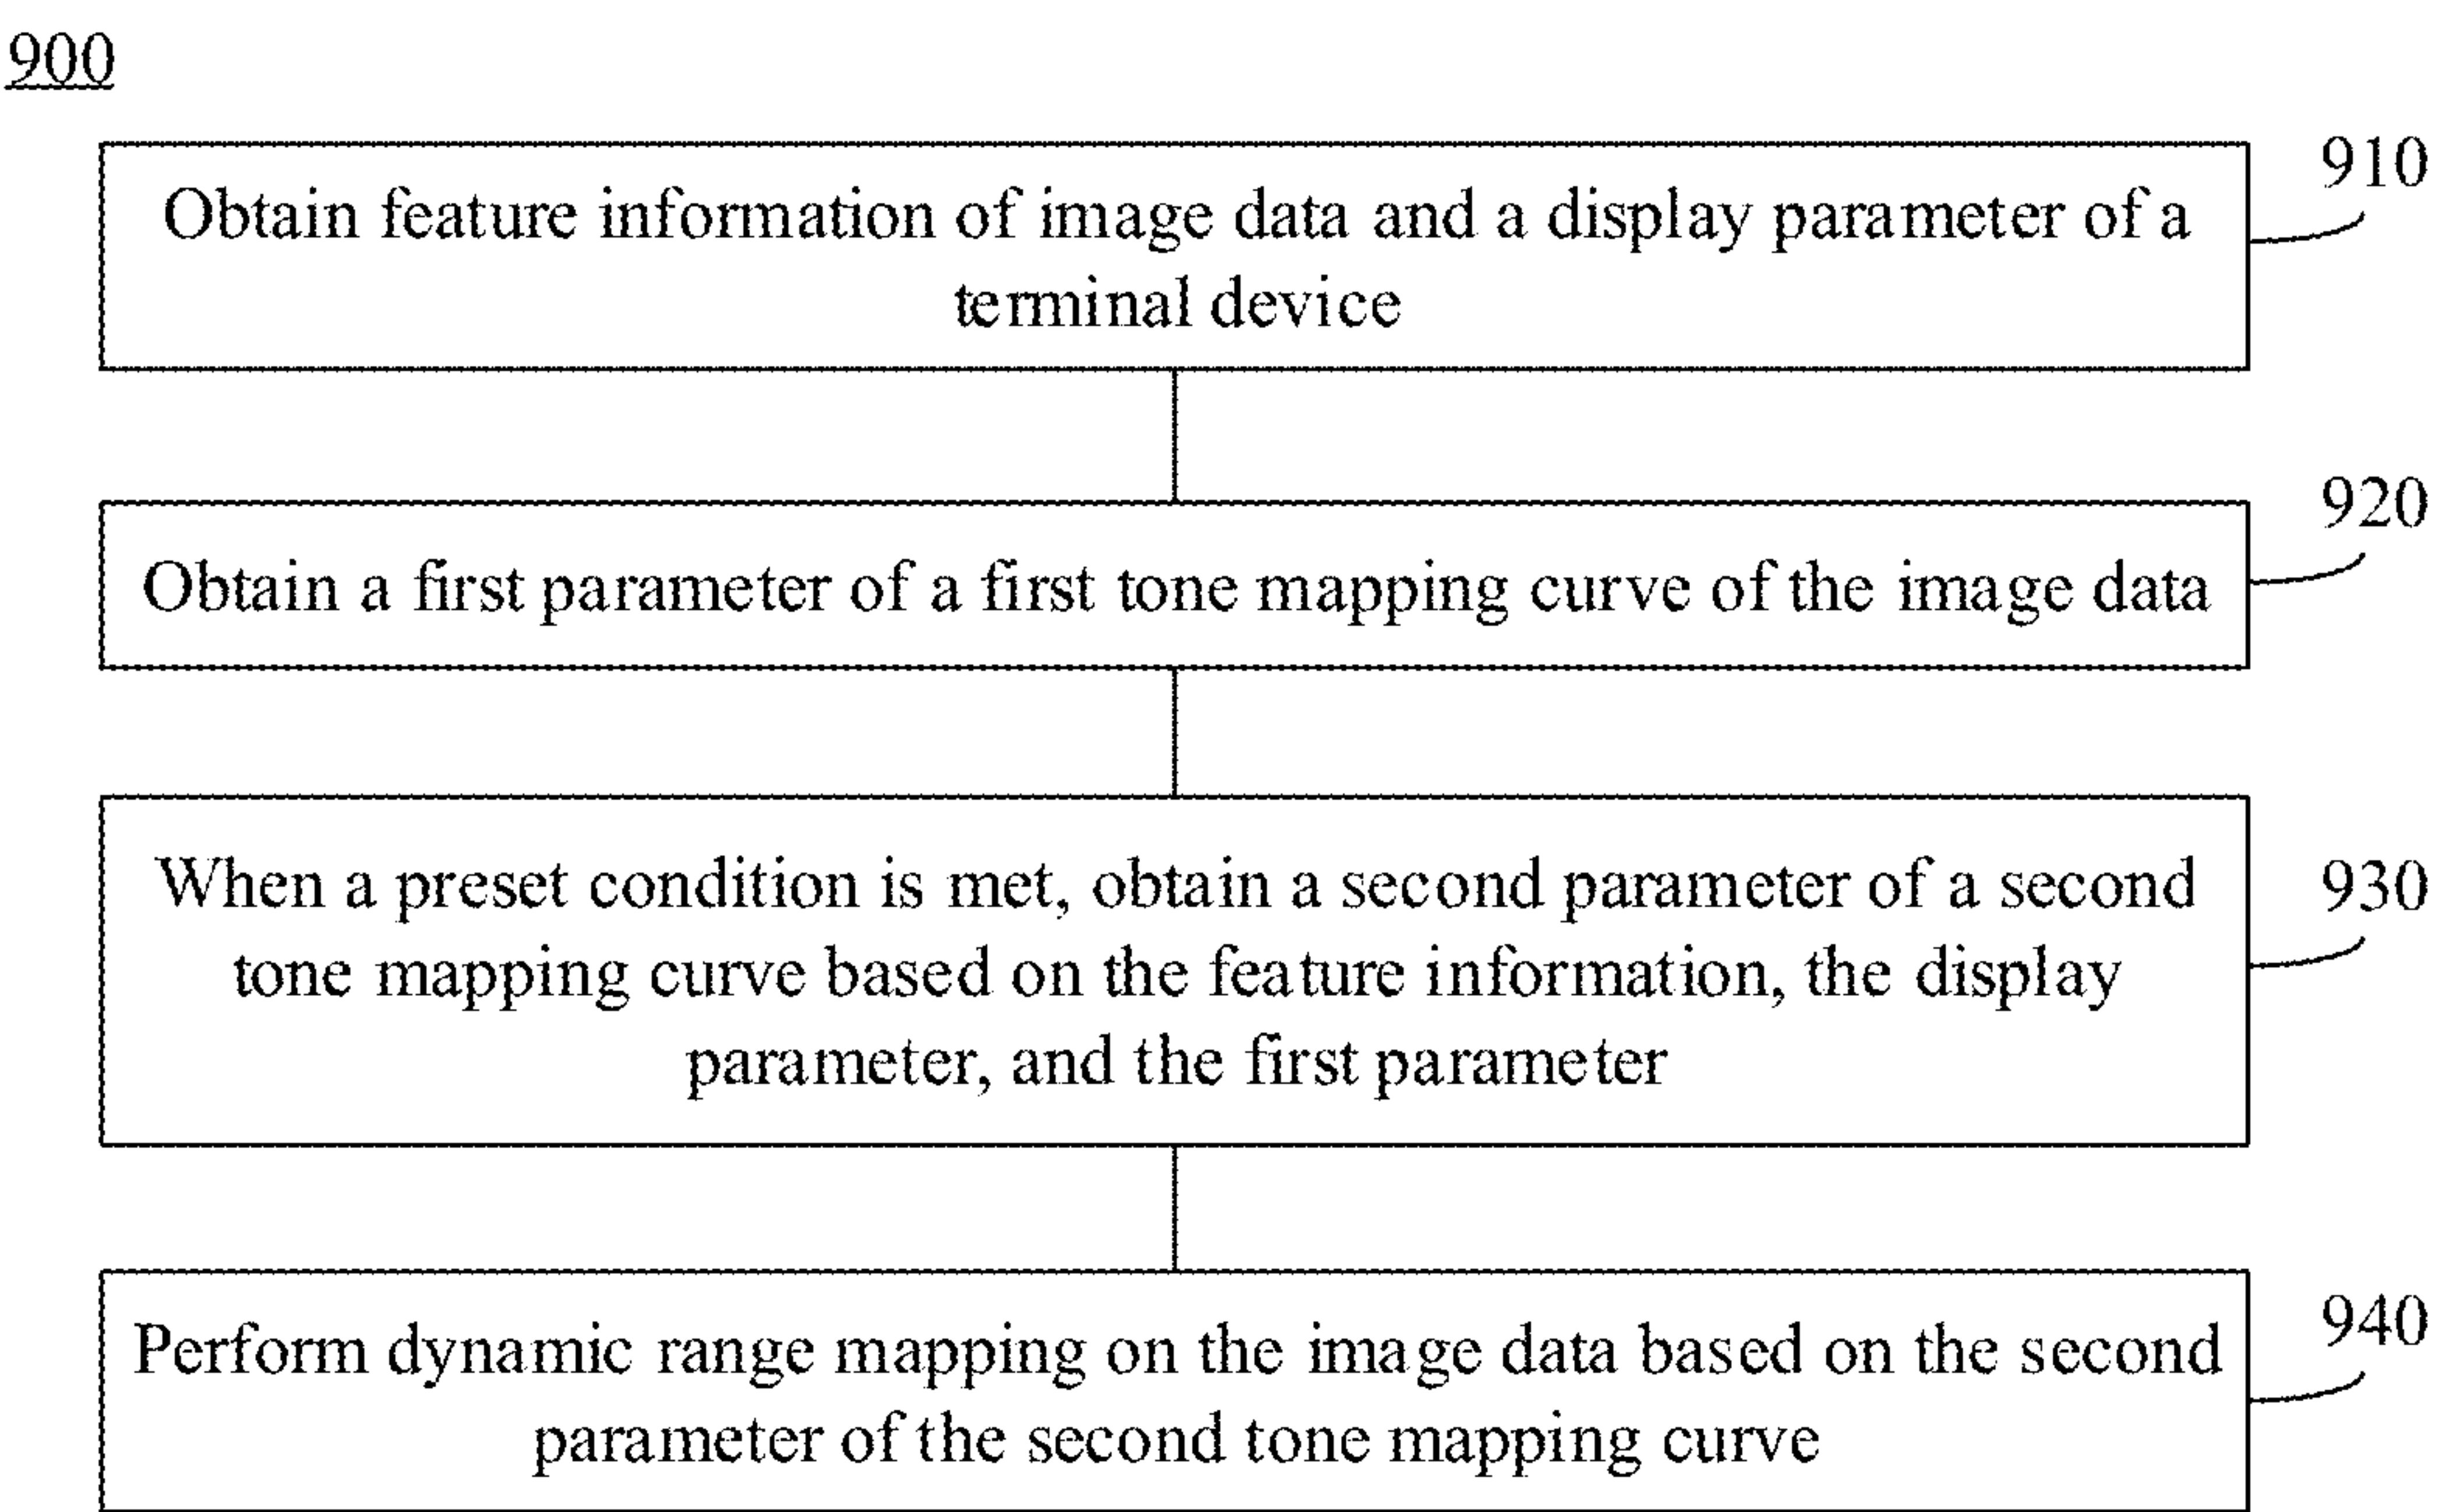 900
910
Obtain feature information of image data and a display parameter of a
terminal device
920
Obtain a first parameter of a first tone mapping curve of the image data
930
When a preset condition is met, obtain a second parameter of a second
tone mapping curve based on the feature information, the display
parameter, and the first parameter
940
Perform dynamic range mapping on the image data based on the second
parameter of the second tone mapping curve